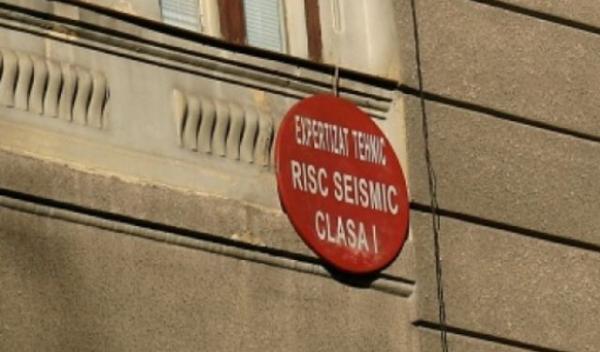 EXPERTIZAT TEHNIC
RISC SEISMIC
CLASA I